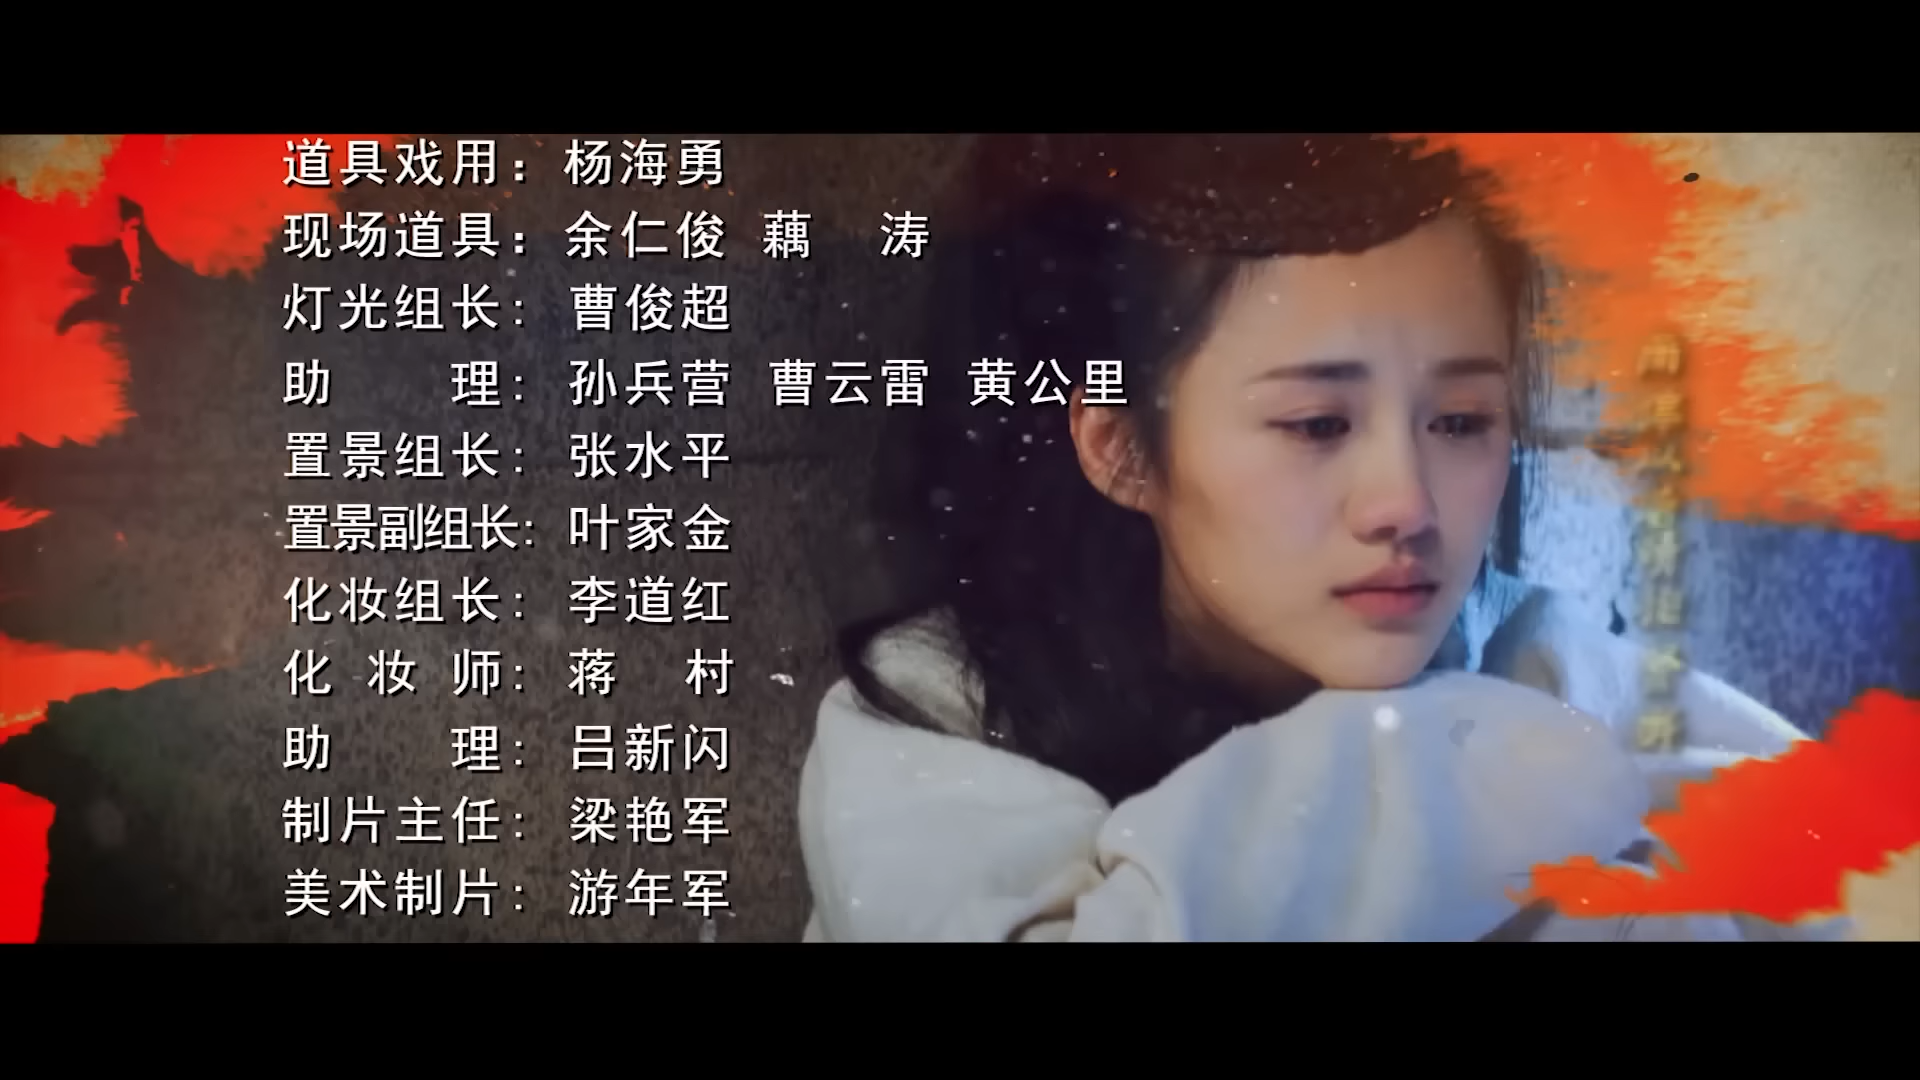 道具戏用：杨海勇
现场道具：余仁俊 藕 涛
灯光组长：曹俊超
助 理：孙兵营 曹云雷 黄公里
置景组长：张水平
置景副组长：叶家金
化妆组长：李道红
化 妆 师：蒋 村
助 理：吕新闪
制片主任：梁艳军
美术制片：游年军